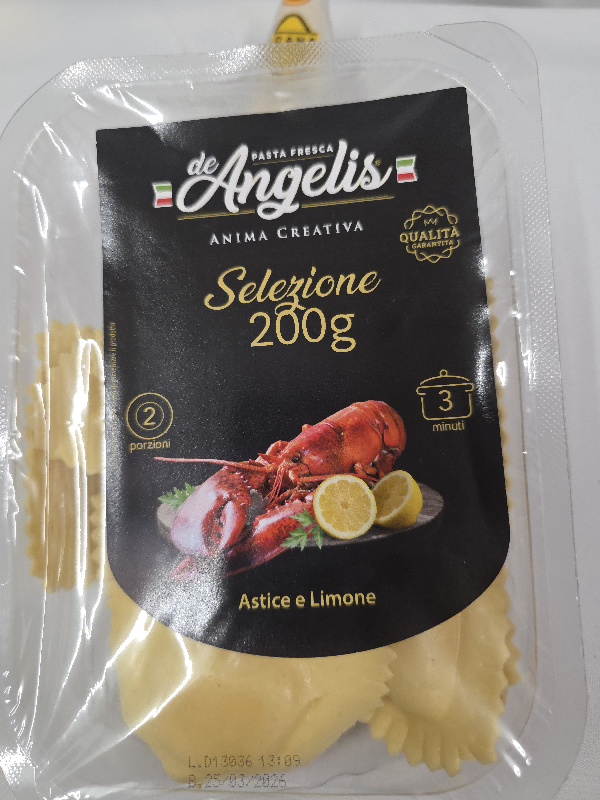 PASTA FRESCA
de Angelis®
ANIMA CREATIVA
QUALITÀ
GARANTITA
Selezione
200g
2
porzioni
3
minuti
Astice e Limone
L.D13036 13:09
B.25/03/2026